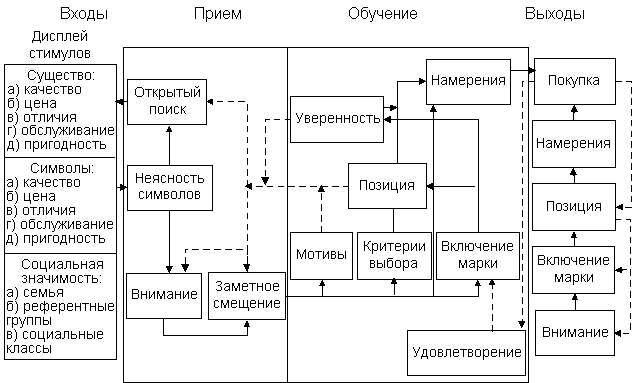 Входы
Прием
Обучение
Выходы
Дисплей
стимулов
Существо:
а) качество
б) цена
в) отличия
г) обслуживание
д) пригодность
Символы:
а) качество
б) цена
в) отличия
г) обслуживание
д) пригодность
Социальная
значимость:
а) семья
б) референтные
группы
в) социальные
классы
Открытый
поиск
Неясность
символов
Внимание
Заметное
смещение
Намерения
Уверенность
Позиция
Мотивы
Критерии
выбора
Включение
марки
Удовлетворение
Покупка
Намерения
Позиция
Включение
марки
Внимание